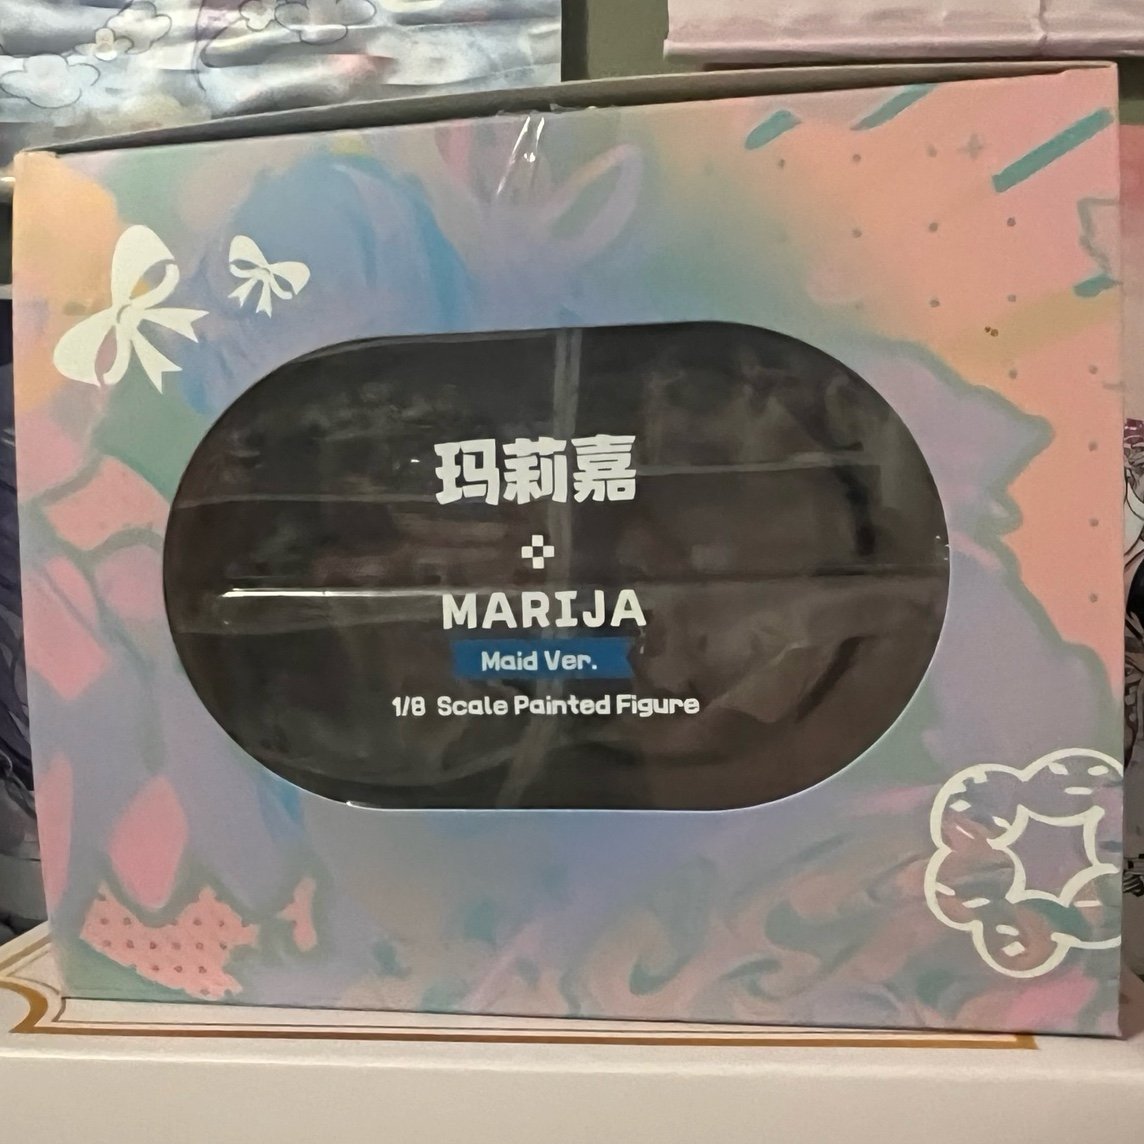 玛莉嘉
MARIJA
Maid Ver.
1/8 Scale Painted Figure